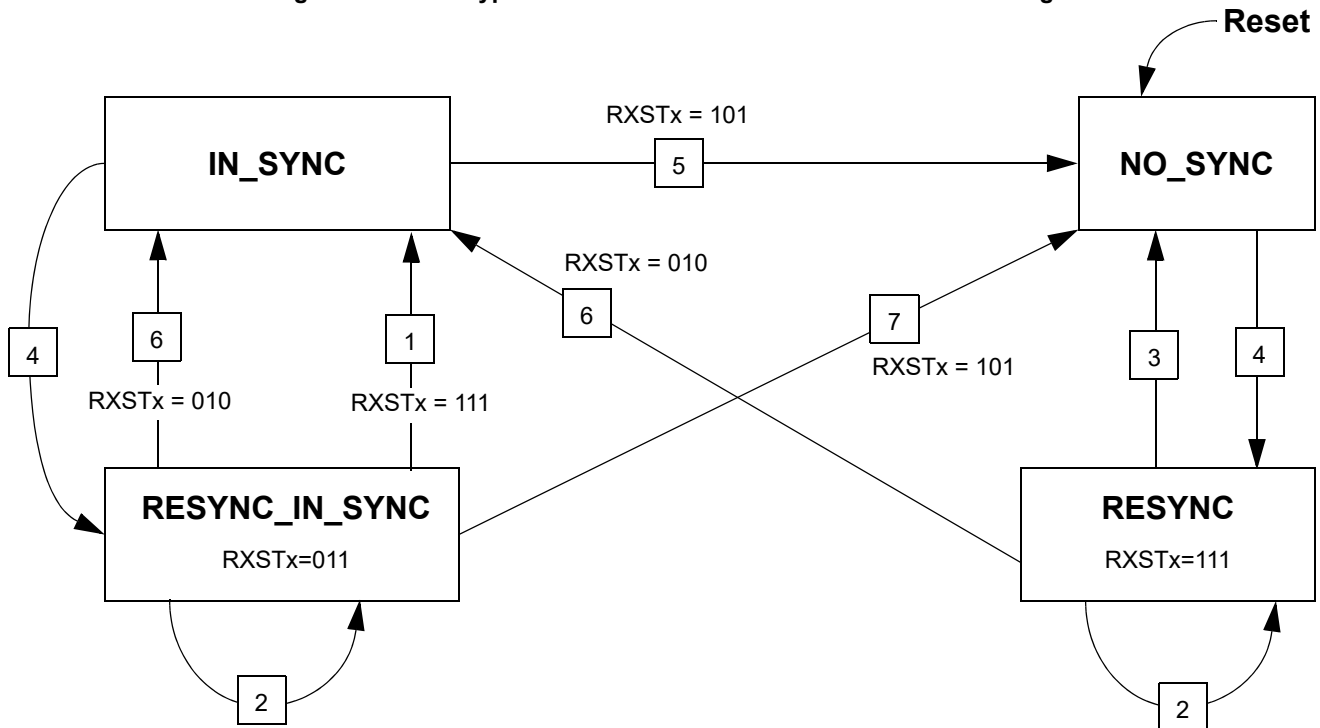 Reset
RXSTx = 101
IN_SYNC
5
NO_SYNC
RXSTx = 010
6
7
4
6
1
3
4
RXSTx = 101
RXSTx = 010
RXSTx = 111
RESYNC_IN_SYNC
RXSTx=011
RESYNC
RXSTx=111
2
2